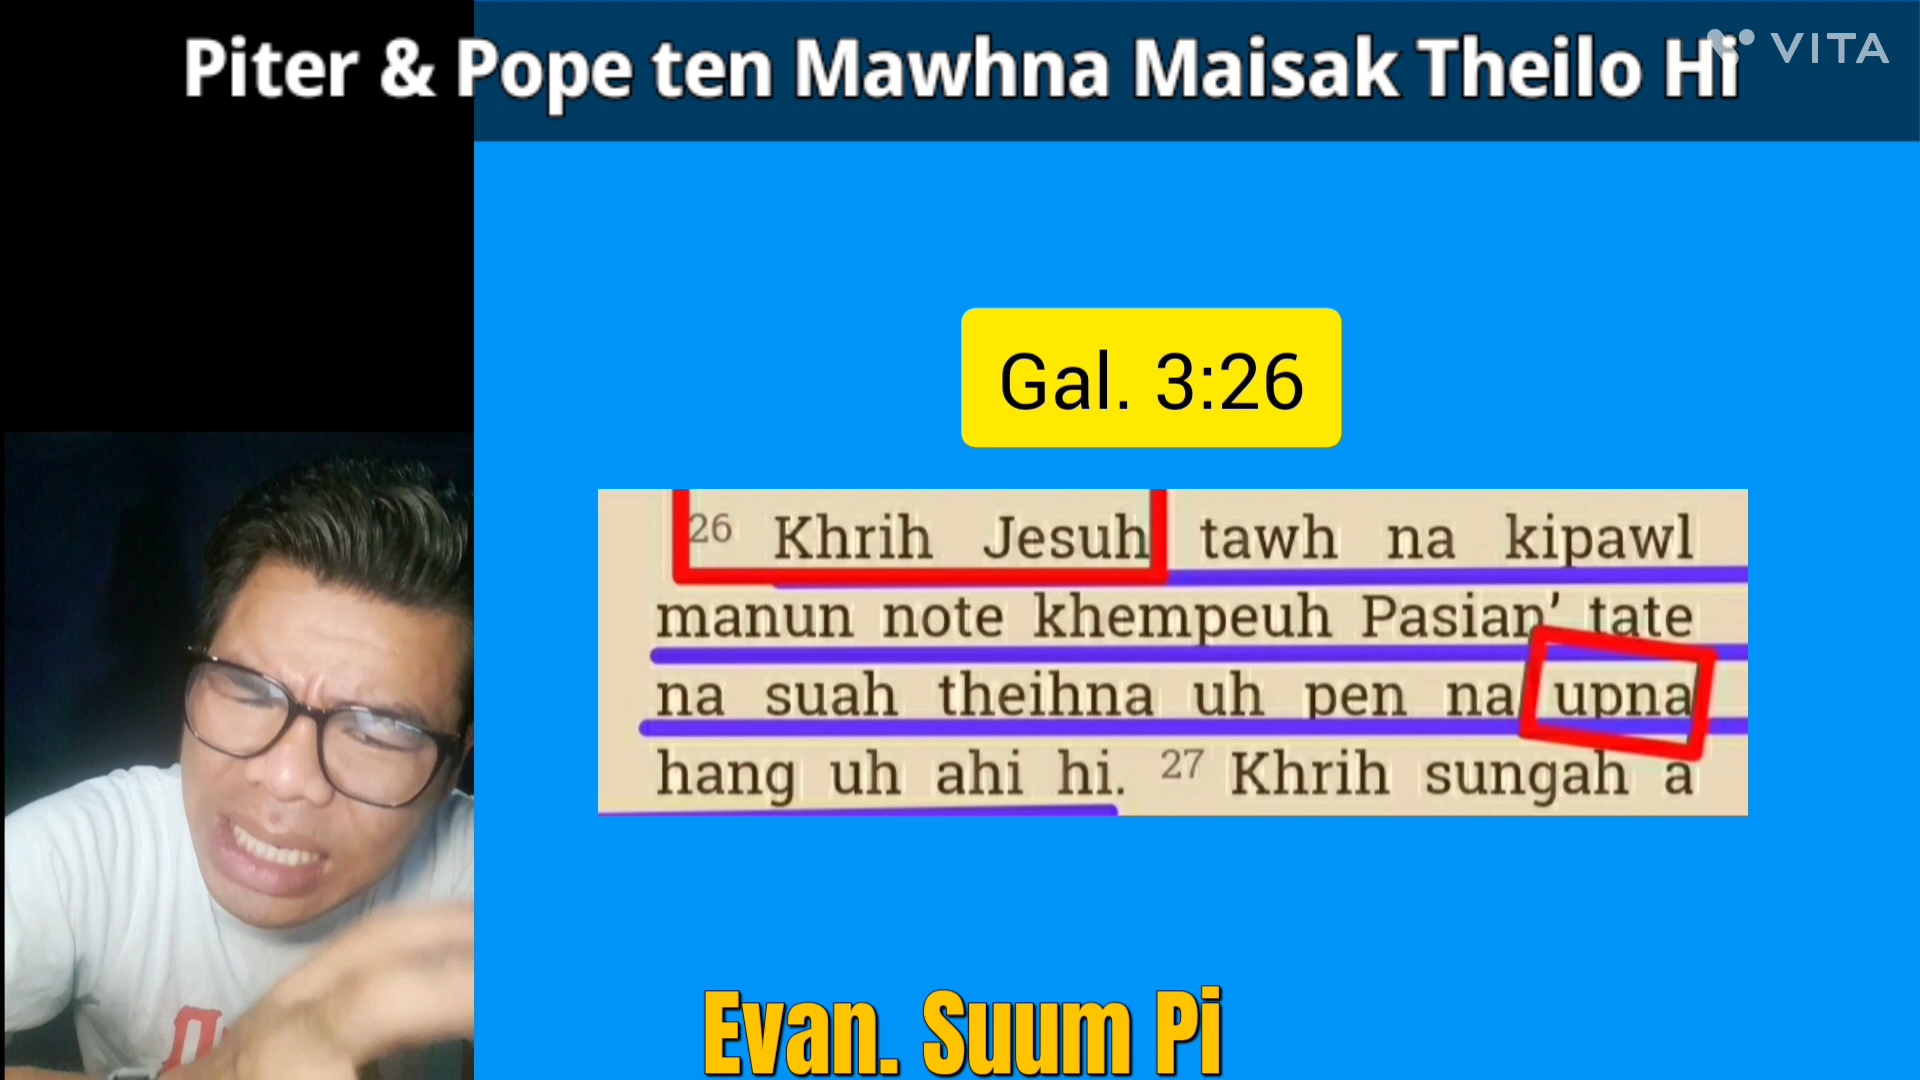 Piter & Pope ten Mawhna Maisak Theilo Hi
VITA
Gal. 3:26
26 Khrih Jesuh tawh na kipawl
manun note khempeuh Pasian’ tate
na suah theihna uh pen na upna
hang uh ahi hi. 27 Khrih sungah a
Evan. Suum Pi